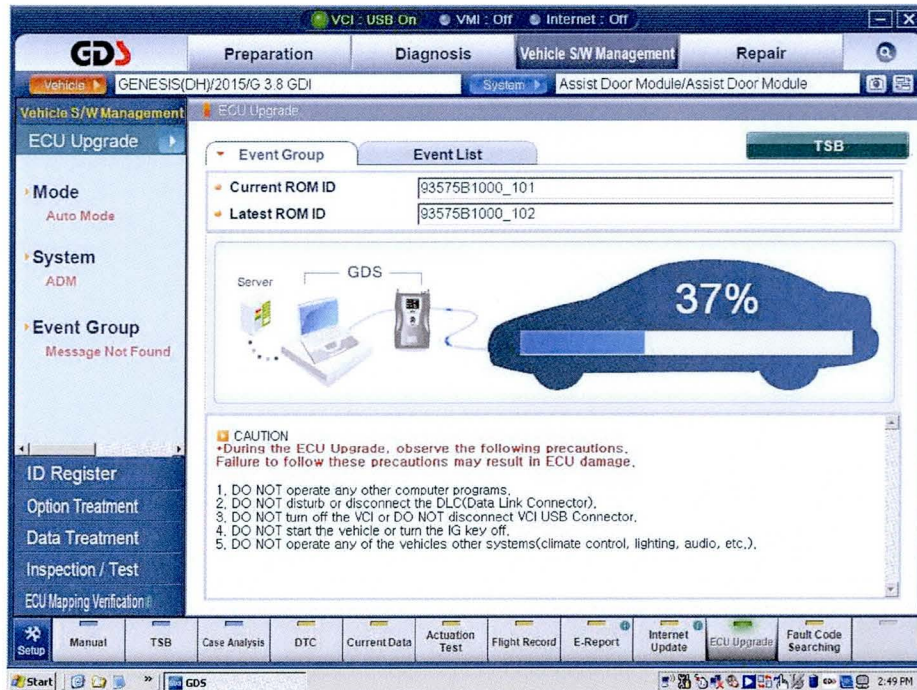 VCI : USB On VMI : Off Internet : Off
GDS Preparation Diagnosis Vehicle S/W Management Repair
Vehicle GENESIS(DH)/2015/G 3.8 GDI System Assist Door Module/Assist Door Module
Vehicle S/W Management
ECU Upgrade
ECU Upgrade
Event Group Event List TSB
Mode
Auto Mode
System
ADM
Event Group
Message Not Found
Current ROM ID 93575B1000_101
Latest ROM ID 93575B1000_102
Server GDS
37%
CAUTION
•During the ECU Upgrade, observe the following precautions.
Failure to follow these precautions may result in ECU damage.
1. DO NOT operate any other computer programs.
2. DO NOT disturb or disconnect the DLC(Data Link Connector).
3. DO NOT turn off the VCI or DO NOT disconnect VCI USB Connector.
4. DO NOT start the vehicle or turn the IG key off.
5. DO NOT operate any of the vehicles other systems(climate control, lighting, audio, etc.).
ID Register
Option Treatment
Data Treatment
Inspection / Test
ECU Mapping Verification
Setup Manual TSB Case Analysis DTC Current Data Actuation Test Flight Record E-Report Internet Update ECU Upgrade Fault Code Searching
Start » GDS 2:49 PM